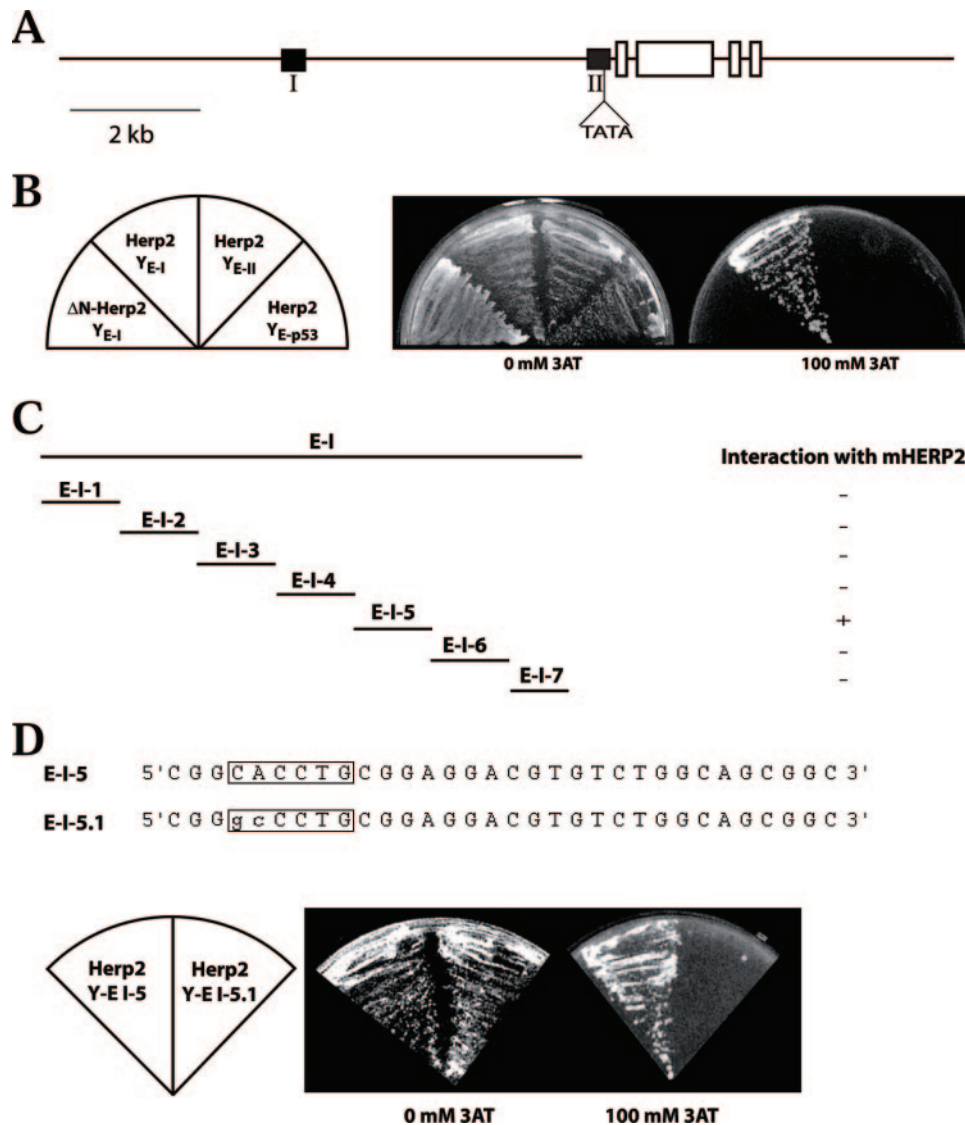 A
I
II
TATA
2 kb
B
Herp2
YE-I
Herp2
YE-II
ΔN-Herp2
YE-I
Herp2
YE-p53
0 mM 3AT
100 mM 3AT
C
E-I
Interaction with mHERP2
E-I-1 -
E-I-2 -
E-I-3 -
E-I-4 -
E-I-5 +
E-I-6 -
E-I-7 -
D
E-I-5 5'CGGCACCTGCGGAGGACGTGTCTGGCAGCGGC3'
E-I-5.1 5'CGGgcCCTGCGGAGGACGTGTCTGGCAGCGGC3'
Herp2
Y-E I-5
Herp2
Y-E I-5.1
0 mM 3AT
100 mM 3AT